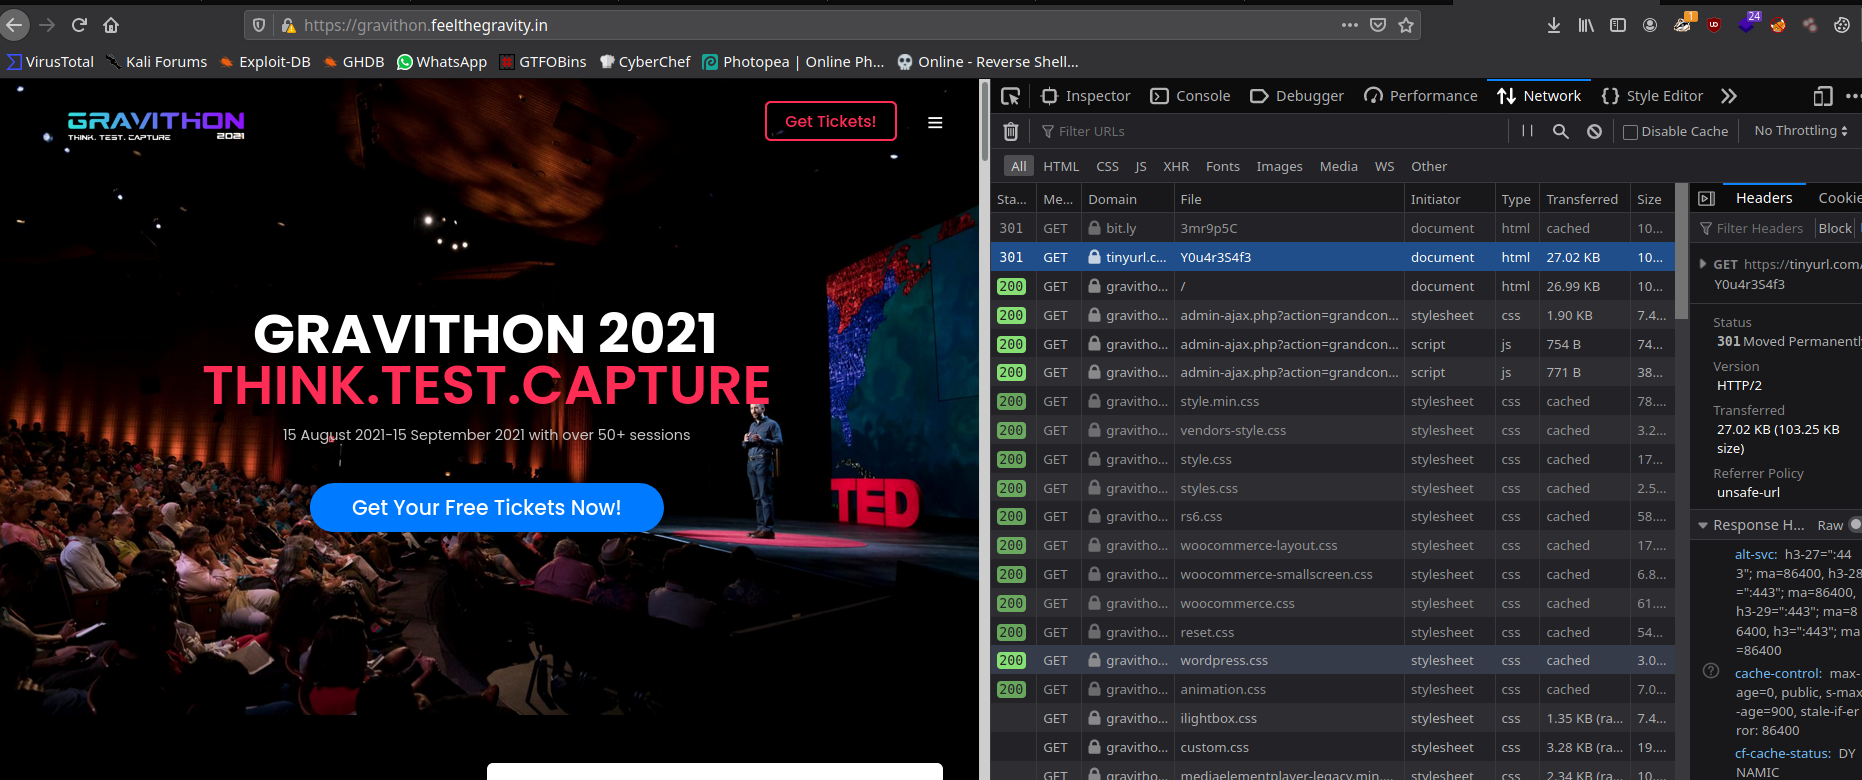 https://gravithon.feelthegravity.in
1
24
VirusTotal Kali Forums Exploit-DB GHDB WhatsApp GTFOBins CyberChef Photopea | Online Ph... Online - Reverse Shell...
GRAVITHON
THINK. TEST. CAPTURE 2021
Get Tickets!
GRAVITHON 2021
THINK.TEST.CAPTURE
15 August 2021-15 September 2021 with over 50+ sessions
Get Your Free Tickets Now!
TED
Inspector Console Debugger Performance Network Style Editor
Filter URLs Disable Cache No Throttling
All HTML CSS JS XHR Fonts Images Media WS Other
Sta... Me... Domain File Initiator Type Transferred Size
301 GET bit.ly 3mr9p5C document html cached 10...
301 GET tinyurl.c... Y0u4r3S4f3 document html 27.02 KB 10...
200 GET gravitho... / document html 26.99 KB 10...
200 GET gravitho... admin-ajax.php?action=grandcon... stylesheet css 1.90 KB 7.4...
200 GET gravitho... admin-ajax.php?action=grandcon... script js 754 B 74...
200 GET gravitho... admin-ajax.php?action=grandcon... script js 771 B 38...
200 GET gravitho... style.min.css stylesheet css cached 78....
200 GET gravitho... vendors-style.css stylesheet css cached 3.2...
200 GET gravitho... style.css stylesheet css cached 17....
200 GET gravitho... styles.css stylesheet css cached 2.5...
200 GET gravitho... rs6.css stylesheet css cached 58....
200 GET gravitho... woocommerce-layout.css stylesheet css cached 17....
200 GET gravitho... woocommerce-smallscreen.css stylesheet css cached 6.8...
200 GET gravitho... woocommerce.css stylesheet css cached 61....
200 GET gravitho... reset.css stylesheet css cached 54...
200 GET gravitho... wordpress.css stylesheet css cached 3.0...
200 GET gravitho... animation.css stylesheet css cached 7.0...
GET gravitho... ilightbox.css stylesheet css 1.35 KB (ra... 7.4...
GET gravitho... custom.css stylesheet css 3.28 KB (ra... 19....
GET gravitho... mediaelementplayer-legacy.min.... stylesheet css 2.34 KB (ra... 10...
Headers Cookie
Filter Headers Block
GET https://tinyurl.com/
Y0u4r3S4f3
Status
301 Moved Permanently
Version
HTTP/2
Transferred
27.02 KB (103.25 KB
size)
Referrer Policy
unsafe-url
Response H... Raw
alt-svc: h3-27=":44
3"; ma=86400, h3-28
=":443"; ma=86400,
h3-29=":443"; ma=8
6400, h3=":443"; ma
=86400
cache-control: max-
age=0, public, s-max
-age=900, stale-if-er
ror: 86400
cf-cache-status: DY
NAMIC